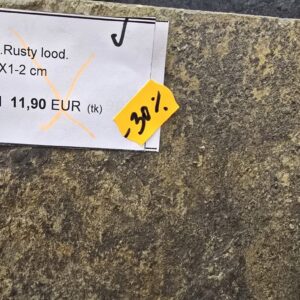 .Rusty lood.
X1-2 cm
11,90 EUR (tk)
-30%